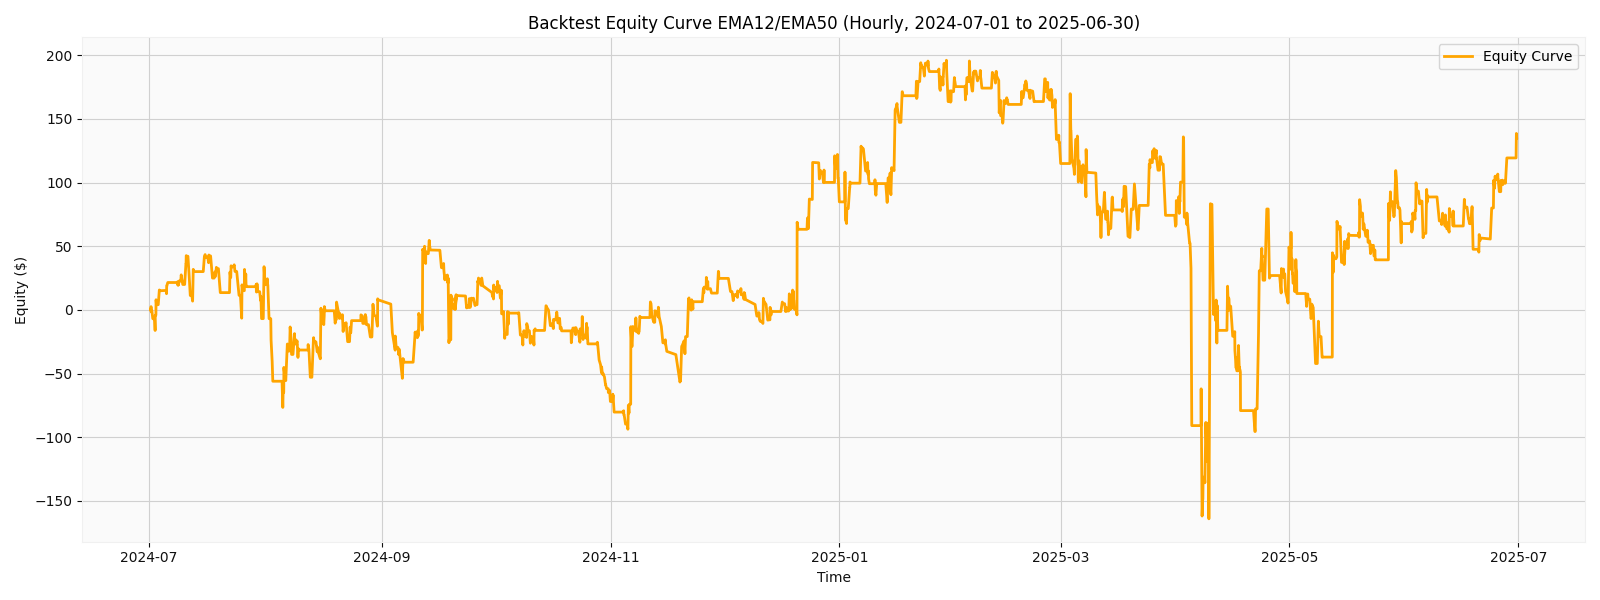 Backtest Equity Curve EMA12/EMA50 (Hourly, 2024-07-01 to 2025-06-30)
Equity Curve
Equity ($)
200
150
100
50
0
−50
−100
−150
2024-07 2024-09 2024-11 2025-01 2025-03 2025-05 2025-07
Time